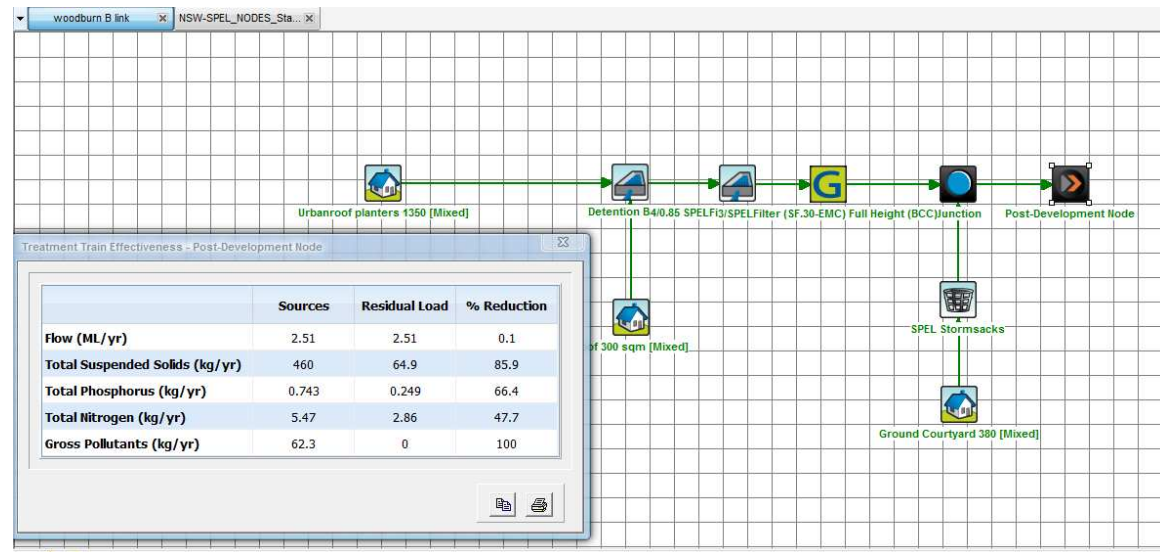 woodburn B link
NSW-SPEL_NODES_Sta...
Urbanroof planters 1350 [Mixed]
Detention B4/0.85 SPELFi3/SPELFilter (SF.30-EMC) Full Height (BCC)Junction
Post-Development Node
G
Treatment Train Effectiveness - Post-Development Node
Sources Residual Load % Reduction
Flow (ML/yr) 2.51 2.51 0.1
Total Suspended Solids (kg/yr) 460 64.9 85.9
Total Phosphorus (kg/yr) 0.743 0.249 66.4
Total Nitrogen (kg/yr) 5.47 2.86 47.7
Gross Pollutants (kg/yr) 62.3 0 100
of 300 sqm [Mixed]
SPEL Stormsacks
Ground Courtyard 380 [Mixed]